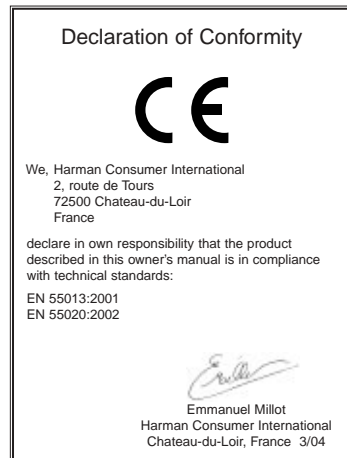 Declaration of Conformity
CE
We, Harman Consumer International
2, route de Tours
72500 Chateau-du-Loir
France
declare in own responsibility that the product
described in this owner's manual is in compliance
with technical standards:
EN 55013:2001
EN 55020:2002
Emmanuel Millot
Harman Consumer International
Chateau-du-Loir, France 3/04